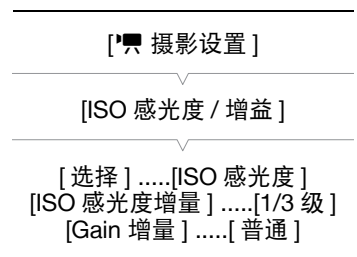 [ 摄影设置 ]
[ISO 感光度 / 增益 ]
[ 选择 ] .....[ISO 感光度 ]
[ISO 感光度增量 ] .....[1/3 级 ]
[Gain 增量 ] .....[ 普通 ]